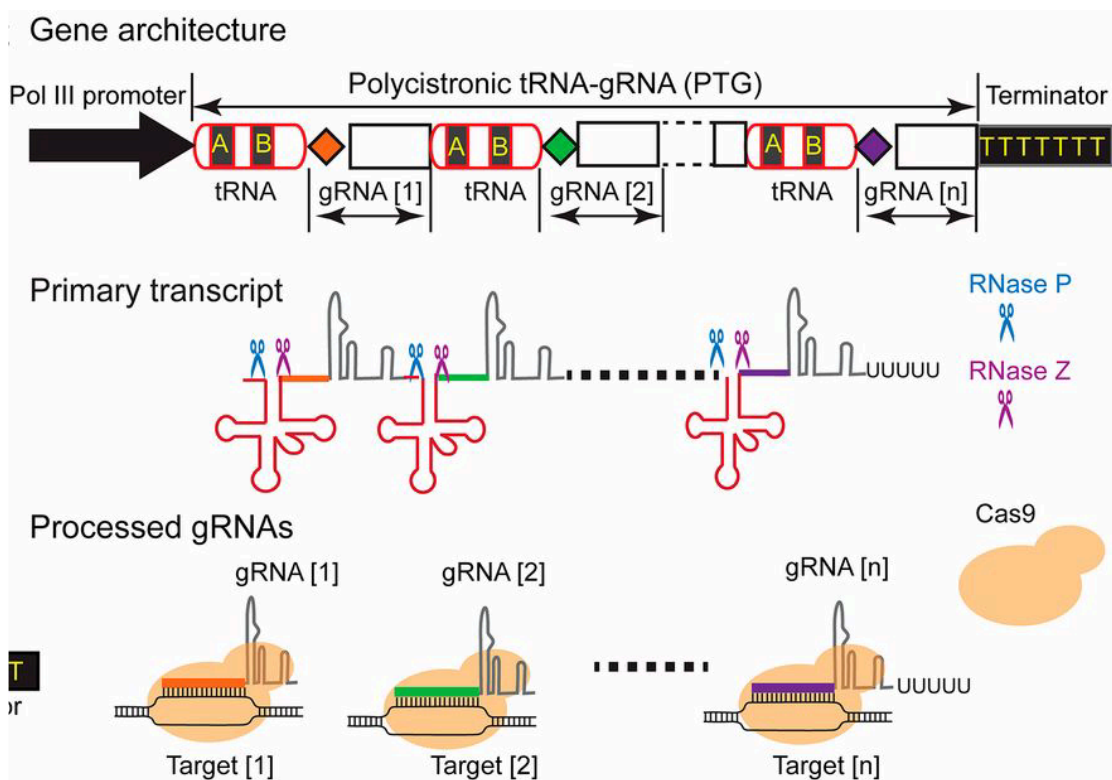 Gene architecture
Polycistronic tRNA-gRNA (PTG)
Pol III promoter
Terminator
A B A B A B TTTTTTT
tRNA gRNA [1] tRNA gRNA [2] tRNA gRNA [n]
Primary transcript
RNase P
UUUUU
RNase Z
Processed gRNAs
Cas9
gRNA [1] gRNA [2] gRNA [n]
T
or
UUUUU
Target [1] Target [2] Target [n]